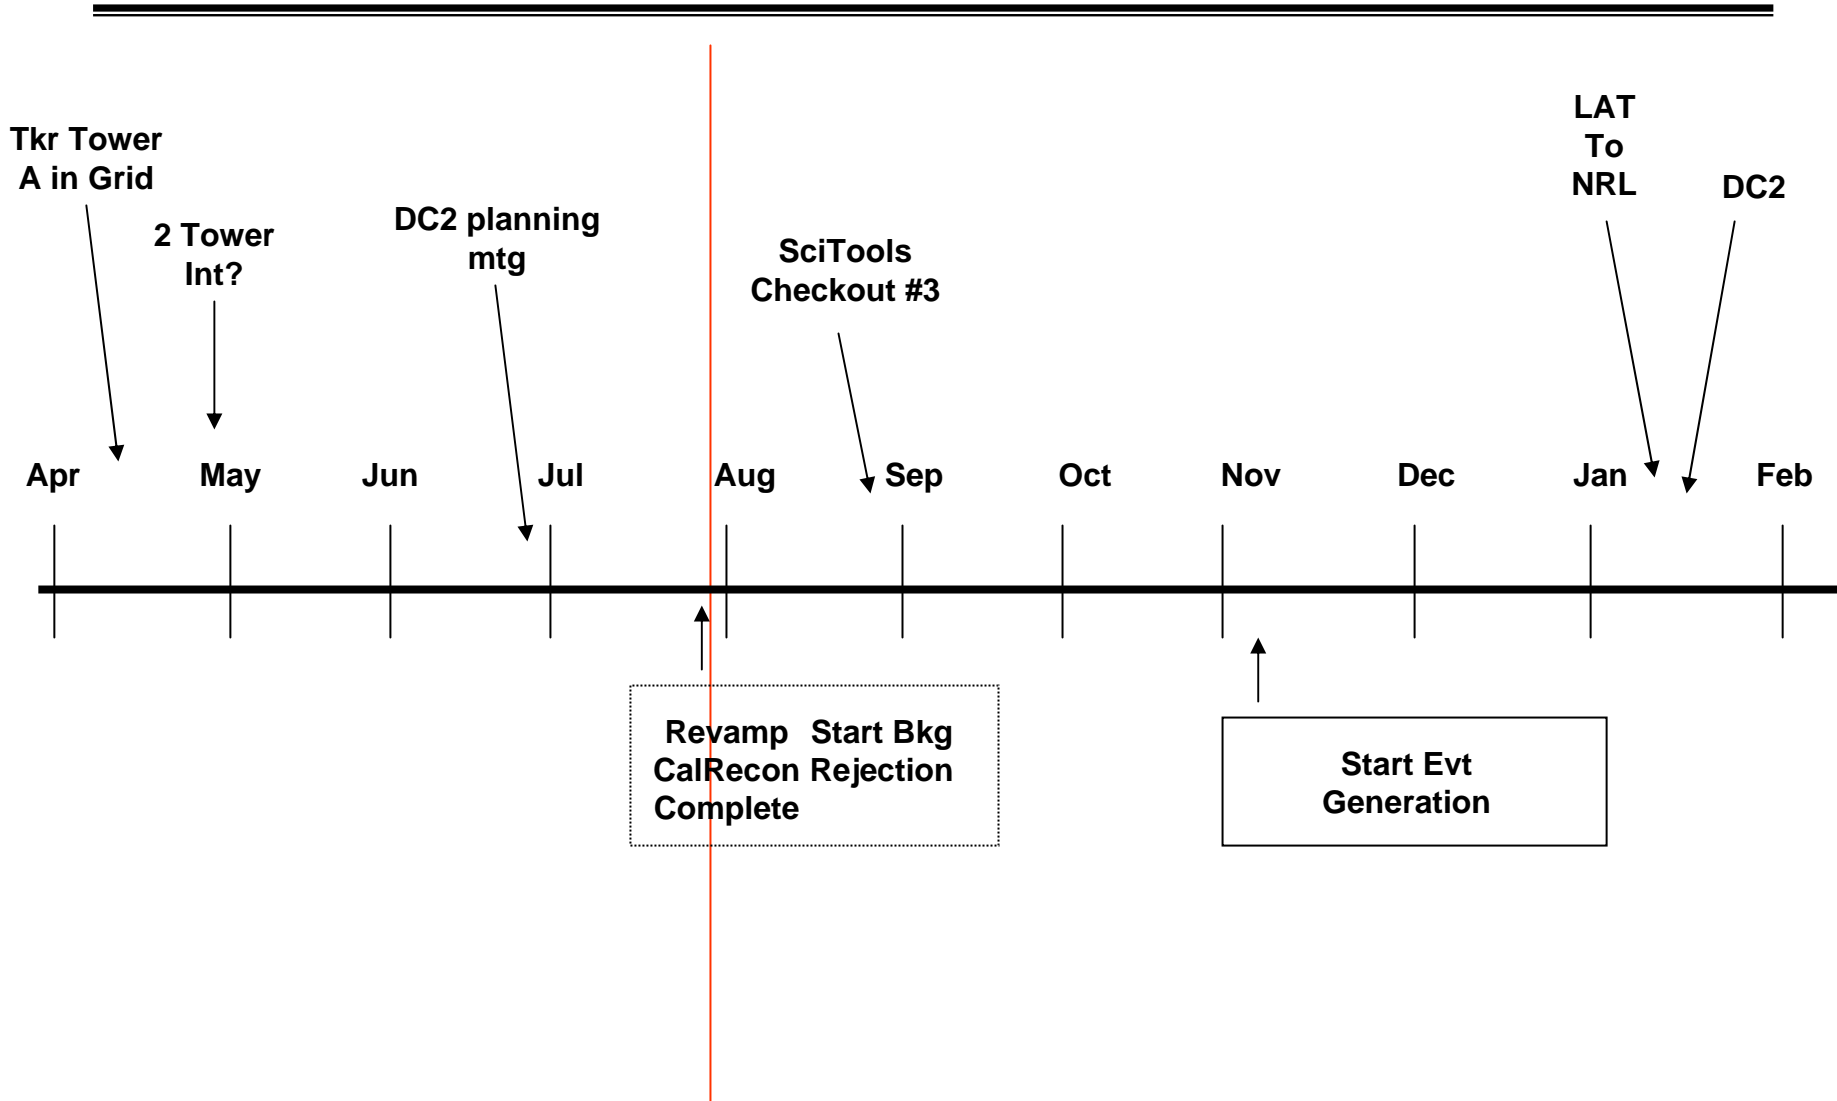 LAT
To
NRL
Tkr Tower
A in Grid
DC2
DC2 planning
mtg
2 Tower
Int?
SciTools
Checkout #3
Apr May Jun Jul Aug Sep Oct Nov Dec Jan Feb
Revamp Start Bkg
CalRecon Rejection
Complete
Start Evt
Generation